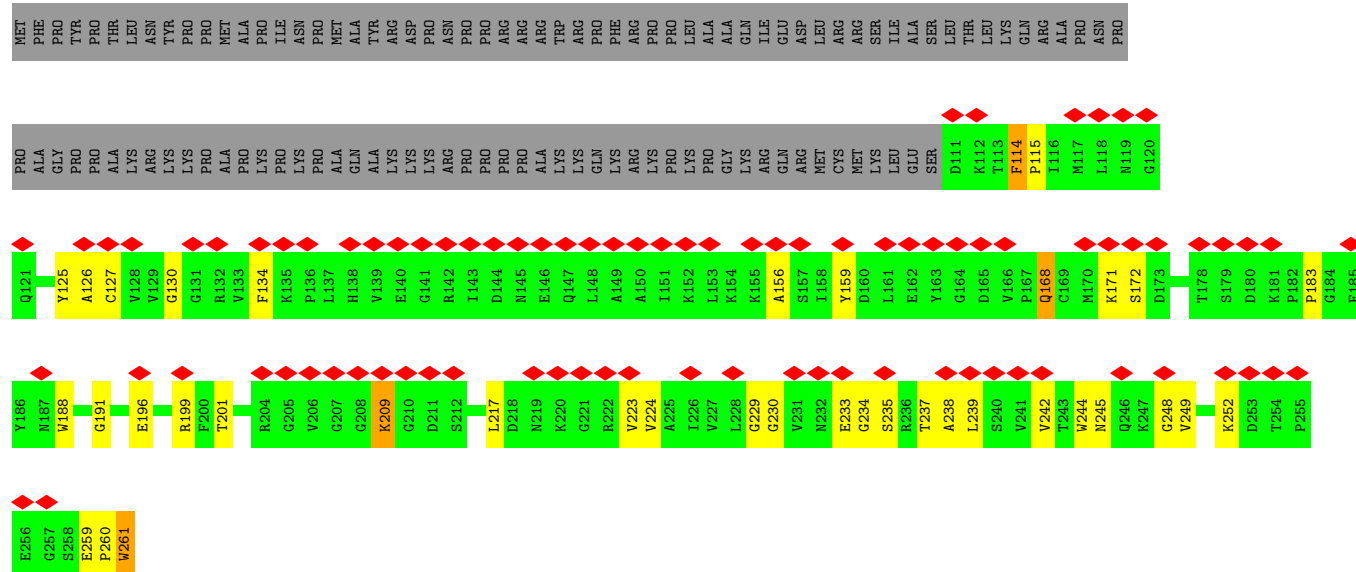 MET PHE PRO TYR PRO THR LEU ASN TYR PRO PRO MET ALA PRO ILE ASN PRO MET ALA TYR ARG ASP PRO ASN PRO PRO ARG ARG ARG TRP ARG PRO PHE ARG PRO PRO LEU ALA ALA GLN ILE GLU ASP LEU ARG ARG SER ILE ALA SER LEU THR LEU LYS GLN ARG ALA PRO ASN PRO
PRO ALA GLY PRO PRO ALA LYS ARG LYS LYS PRO ALA PRO LYS PRO LYS PRO ALA GLN ALA LYS LYS LYS ARG PRO PRO PRO PRO ALA LYS LYS GLN LYS ARG LYS PRO LYS PRO GLY LYS ARG GLN ARG MET CYS MET LYS LEU GLU SER D111 K112 T113 F114 P115 I116 M117 L118 N119 G120
Q121 Y125 A126 C127 V128 V129 G130 G131 R132 V133 F134 K135 P136 L137 H138 V139 E140 G141 R142 I143 D144 N145 E146 Q147 L148 A149 A150 I151 K152 L153 K154 K155 A156 S157 I158 Y159 D160 L161 E162 Y163 G164 D165 V166 P167 Q168 C169 M170 K171 S172 D173 T178 S179 D180 K181 P182 P183 G184 F185
Y186 N187 W188 G191 E196 R199 F200 T201 R204 G205 V206 G207 G208 K209 G210 D211 S212 L217 D218 N219 K220 G221 R222 V223 V224 A225 I226 V227 L228 G229 G230 V231 N232 E233 G234 S235 R236 T237 A238 L239 S240 V241 V242 T243 W244 N245 Q246 K247 G248 V249 K252 D253 T254 P255
E256 G257 S258 E259 P260 W261